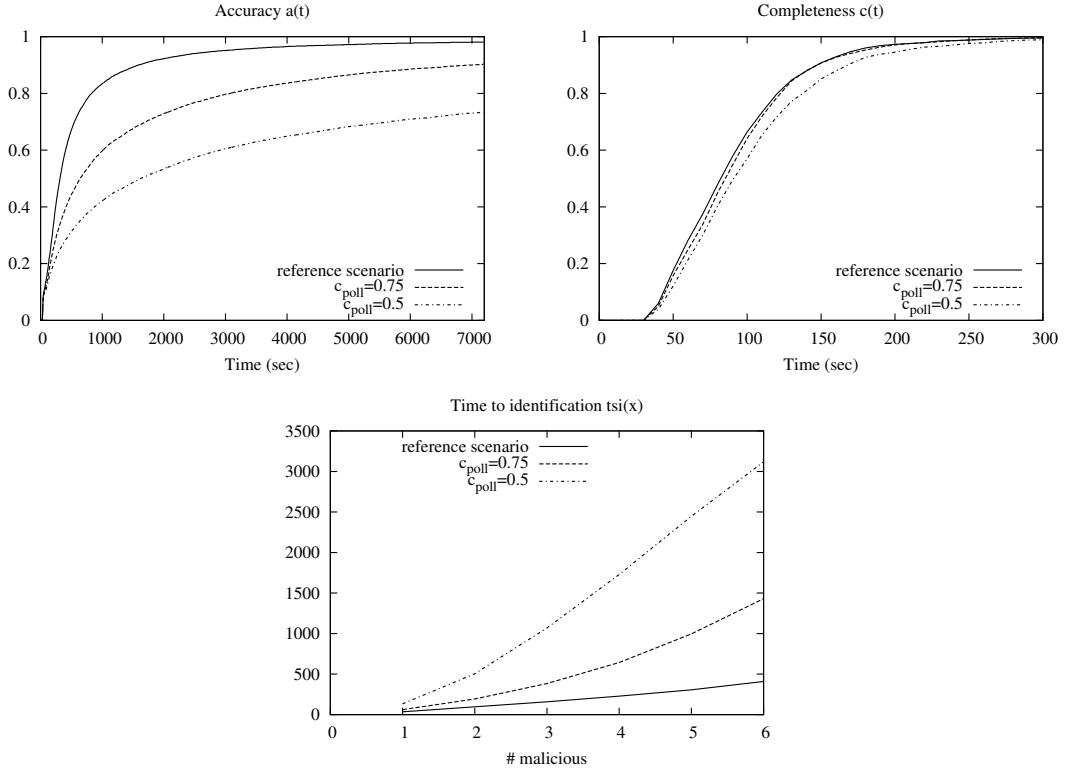 Accuracy a(t)
1
0.8
0.6
0.4
0.2
0
reference scenario
c_poll=0.75
c_poll=0.5
0 1000 2000 3000 4000 5000 6000 7000
Time (sec)
Completeness c(t)
1
0.8
0.6
0.4
0.2
0
reference scenario
c_poll=0.75
c_poll=0.5
0 50 100 150 200 250 300
Time (sec)
Time to identification tsi(x)
3500
3000
2500
2000
1500
1000
500
0
reference scenario
c_poll=0.75
c_poll=0.5
0 1 2 3 4 5 6
# malicious